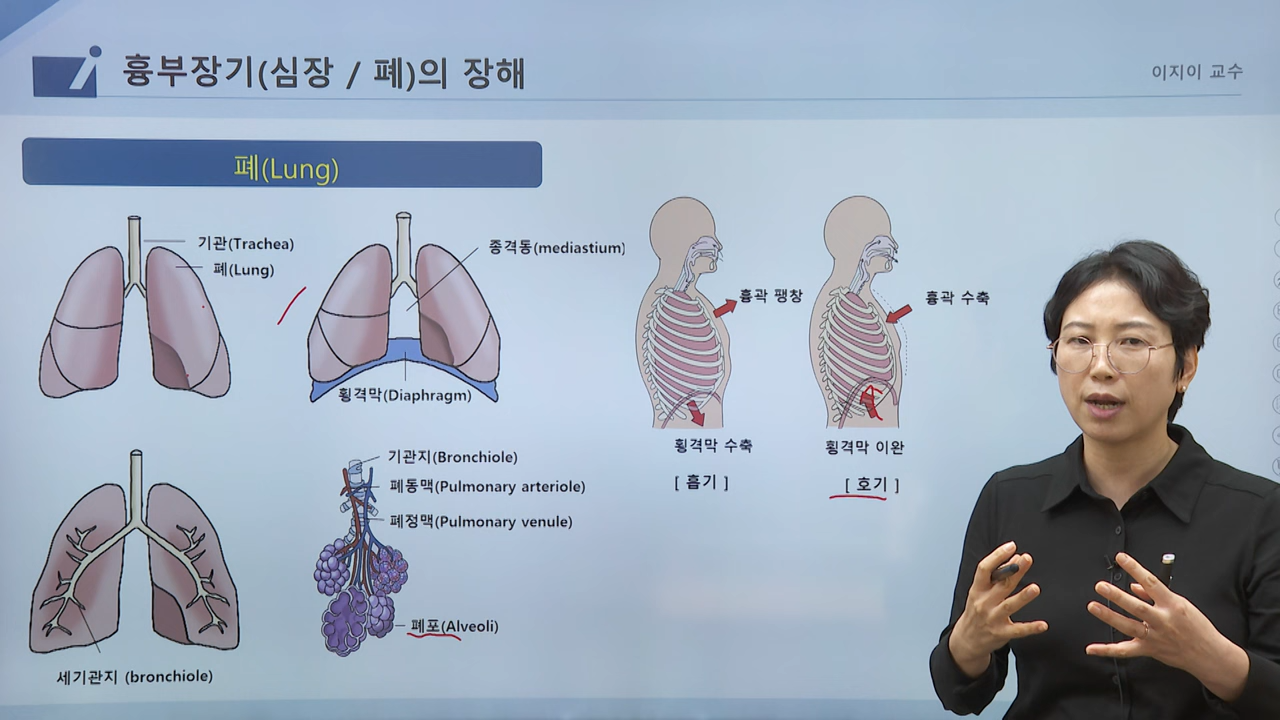 흉부장기(심장 / 폐)의 장해
이지이 교수
폐(Lung)
기관(Trachea)
폐(Lung)
종격동(mediastium)
횡격막(Diaphragm)
흉곽 팽창
횡격막 수축
[ 흡기 ]
흉곽 수축
횡격막 이완
[ 호기 ]
세기관지 (bronchiole)
기관지(Bronchiole)
폐동맥(Pulmonary arteriole)
폐정맥(Pulmonary venule)
폐포(Alveoli)